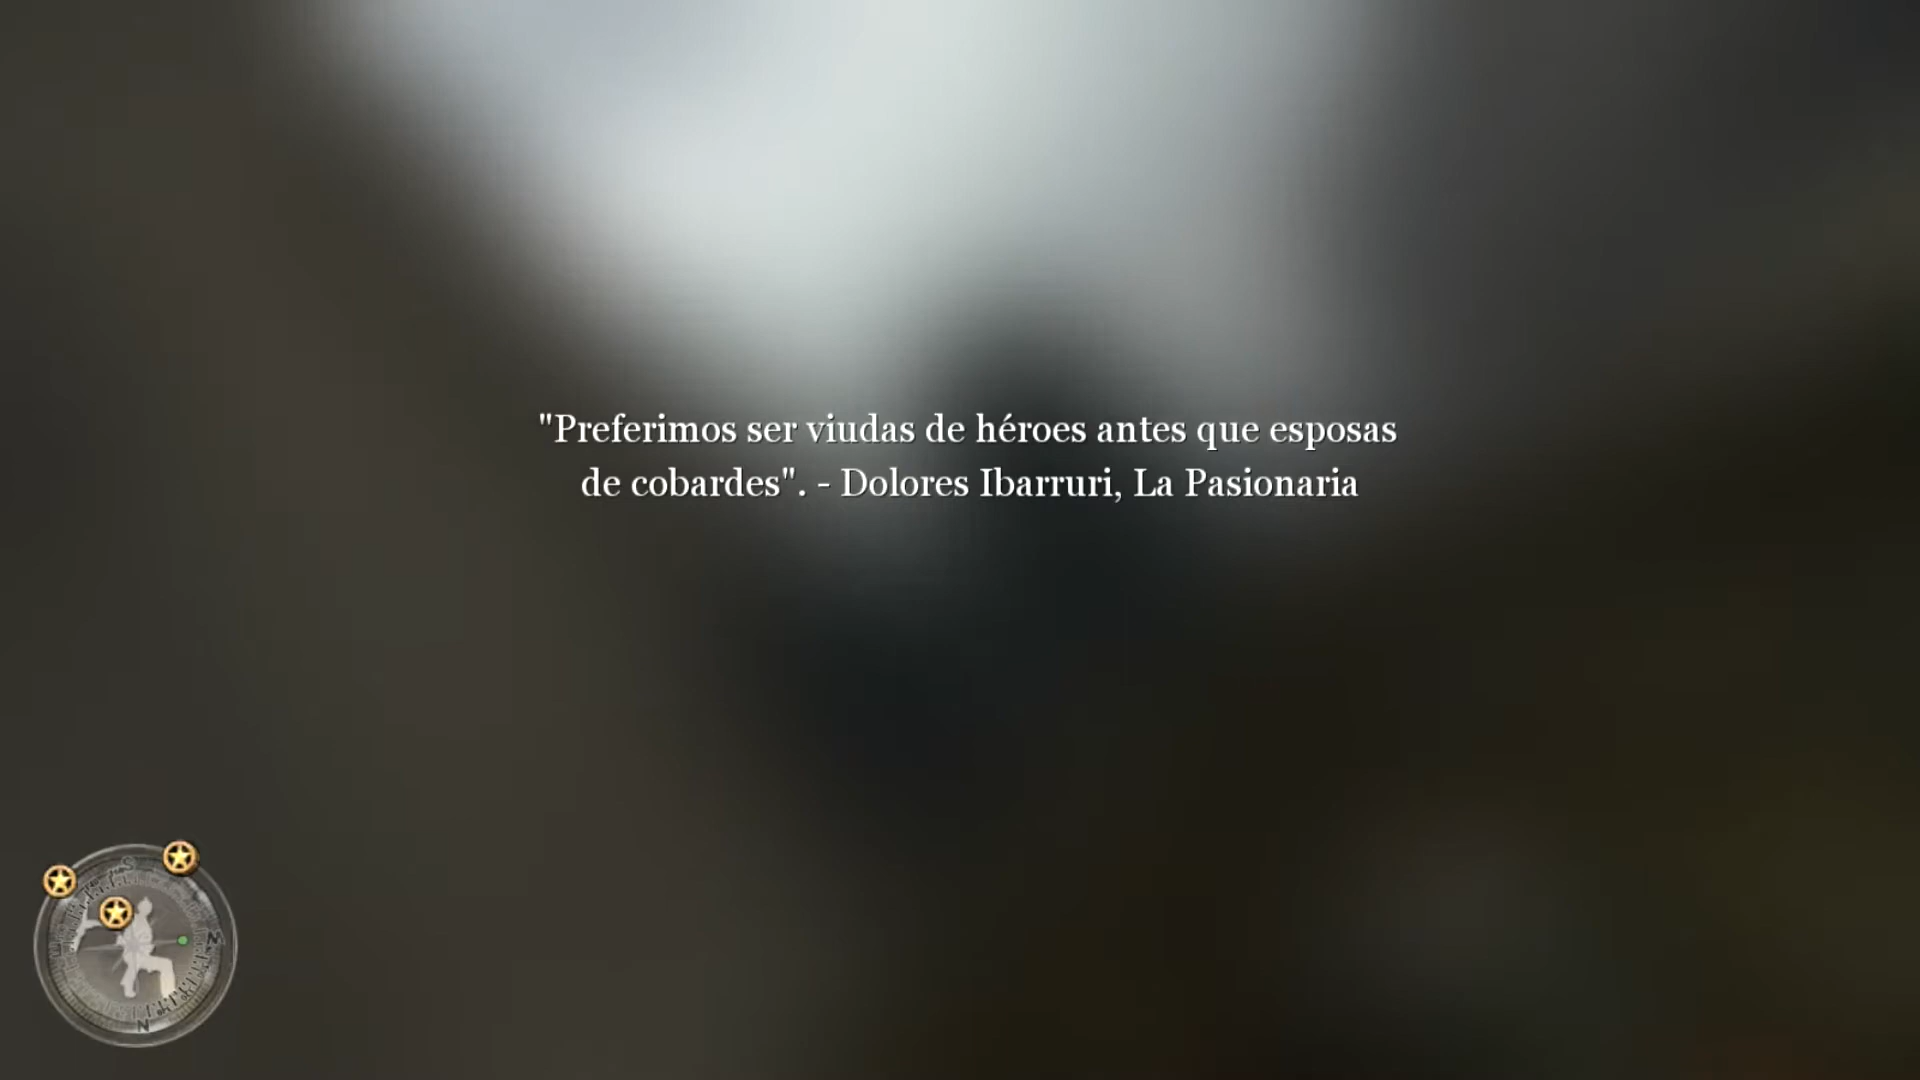 "Preferimos ser viudas de héroes antes que esposas
de cobardes". - Dolores Ibarruri, La Pasionaria
N